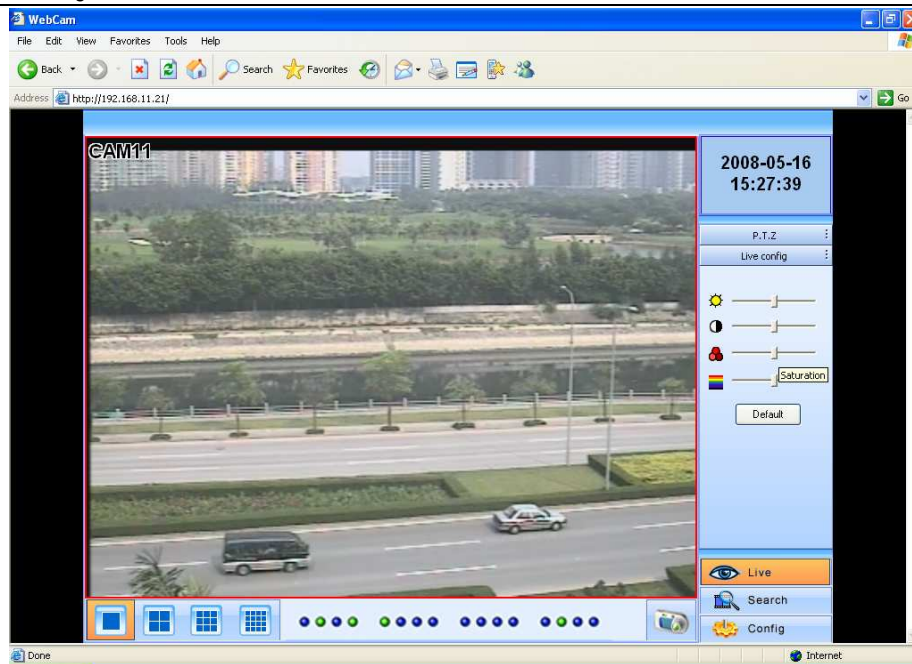 WebCam
File Edit View Favorites Tools Help
Back Search Favorites
Address http://192.168.11.21/ Go
CAM11
2008-05-16
15:27:39
P.T.Z
Live config
Saturation
Default
Live
Search
Config
Done Internet